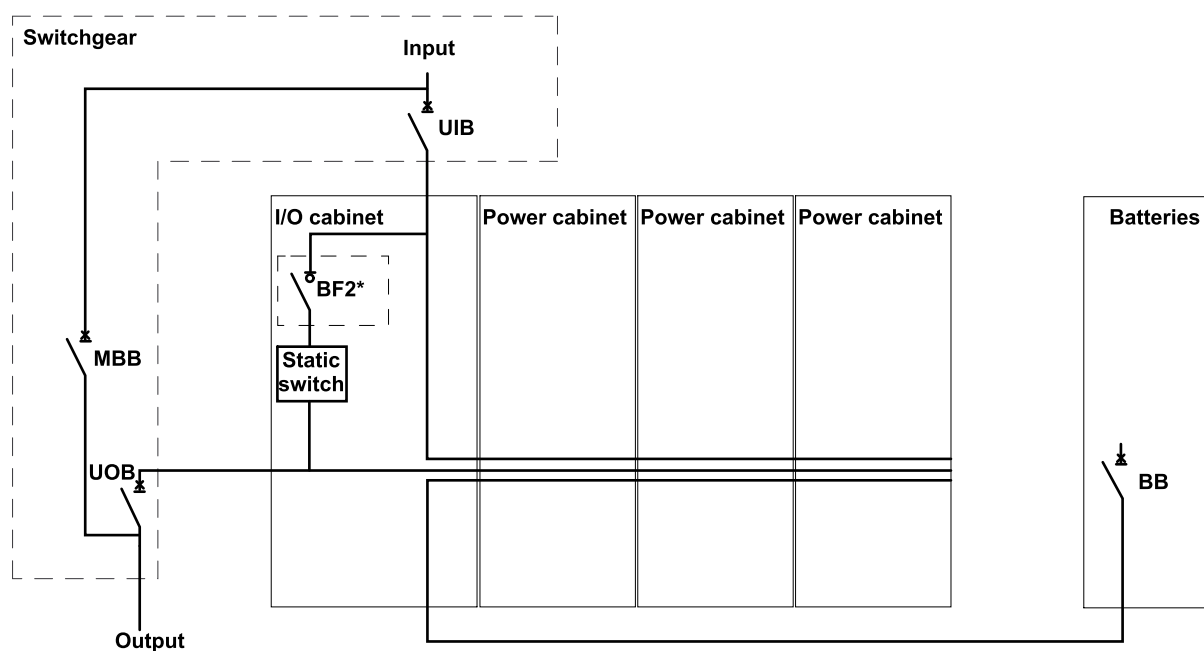 Switchgear
Input
UIB
I/O cabinet
Power cabinet
Power cabinet
Power cabinet
Batteries
BF2*
MBB
Static
switch
UOB
BB
Output